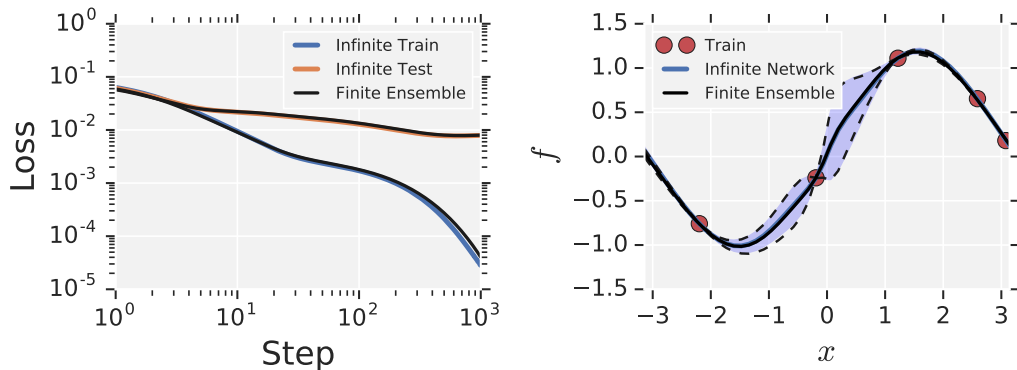 10^0
10^{-1}
10^{-2}
10^{-3}
10^{-4}
10^{-5}
Loss
Infinite Train
Infinite Test
Finite Ensemble
10^0 10^1 10^2 10^3
Step
1.5
1.0
0.5
0.0
−0.5
−1.0
−1.5
f
Train
Infinite Network
Finite Ensemble
−3 −2 −1 0 1 2 3
x